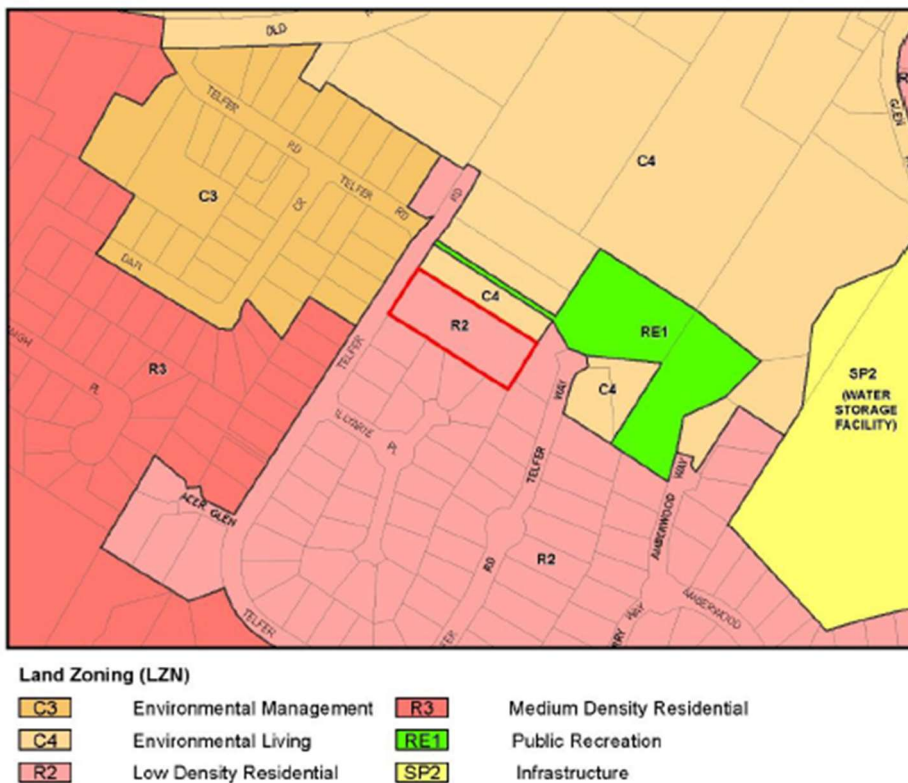 OLD
TELFER
RD
TELFER
RD
RD
C3
C4
GLEN
C4
R2
RE1
C4
SP2
(WATER
STORAGE
FACILITY)
TELFER
R3
PL
PL
WAY
TELFER
RD
WAY
AMBERWOOD
ACER GLEN
R2
AMBERWOOD
WAY
TELFER
Land Zoning (LZN)
C3 Environmental Management R3 Medium Density Residential
C4 Environmental Living RE1 Public Recreation
R2 Low Density Residential SP2 Infrastructure